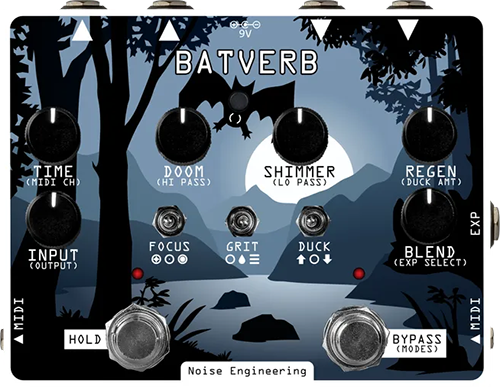 9V
BATVERB
TIME
(MIDI CH)
DOOM
(HI PASS)
SHIMMER
(LO PASS)
REGEN
(DUCK AMT)
INPUT
(OUTPUT)
FOCUS
GRIT
DUCK
BLEND
(EXP SELECT)
EXP
MIDI
MIDI
HOLD
BYPASS
(MODES)
Noise Engineering